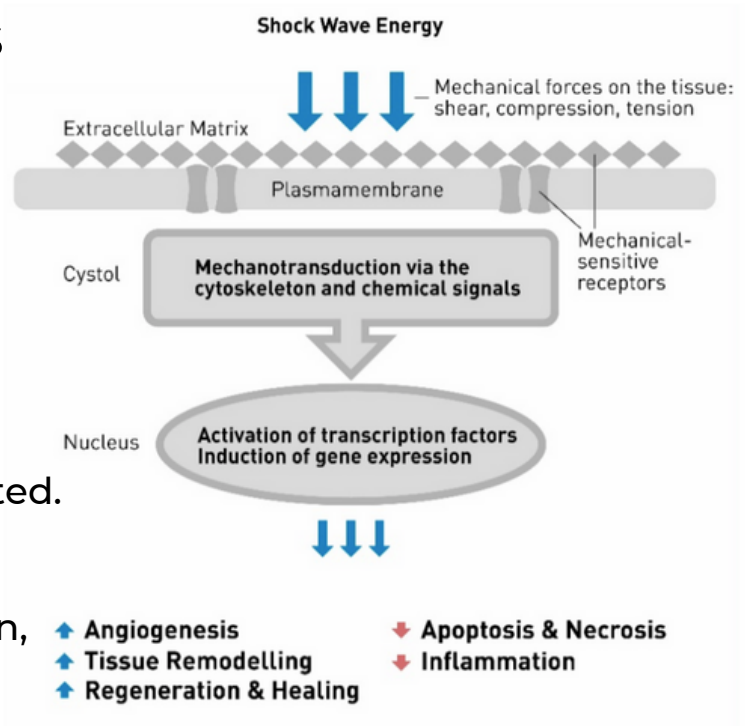 s
Shock Wave Energy
Mechanical forces on the tissue:
shear, compression, tension
Extracellular Matrix
Plasmamembrane
Mechanical-
sensitive
receptors
Cystol
Mechanotransduction via the
cytoskeleton and chemical signals
Nucleus
Activation of transcription factors
Induction of gene expression
ted.
n,
Angiogenesis
Tissue Remodelling
Regeneration & Healing
Apoptosis & Necrosis
Inflammation